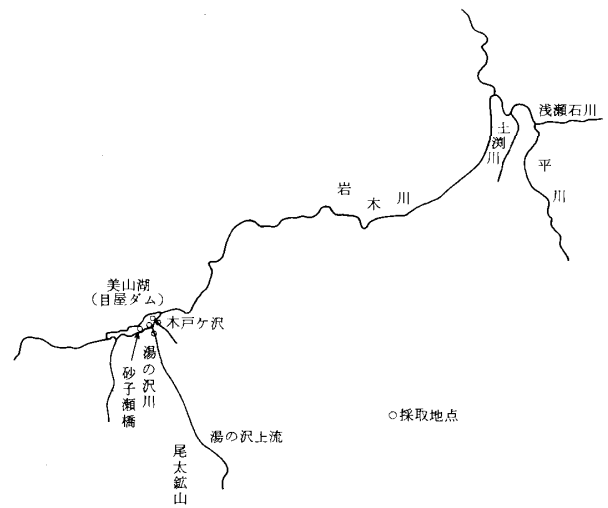 浅瀬石川
土渕川
平川
岩木川
美山湖
(目屋ダム)
木戸ケ沢
湯の沢川
砂子瀬橋
湯の沢上流
○採取地点
尾太鉱山